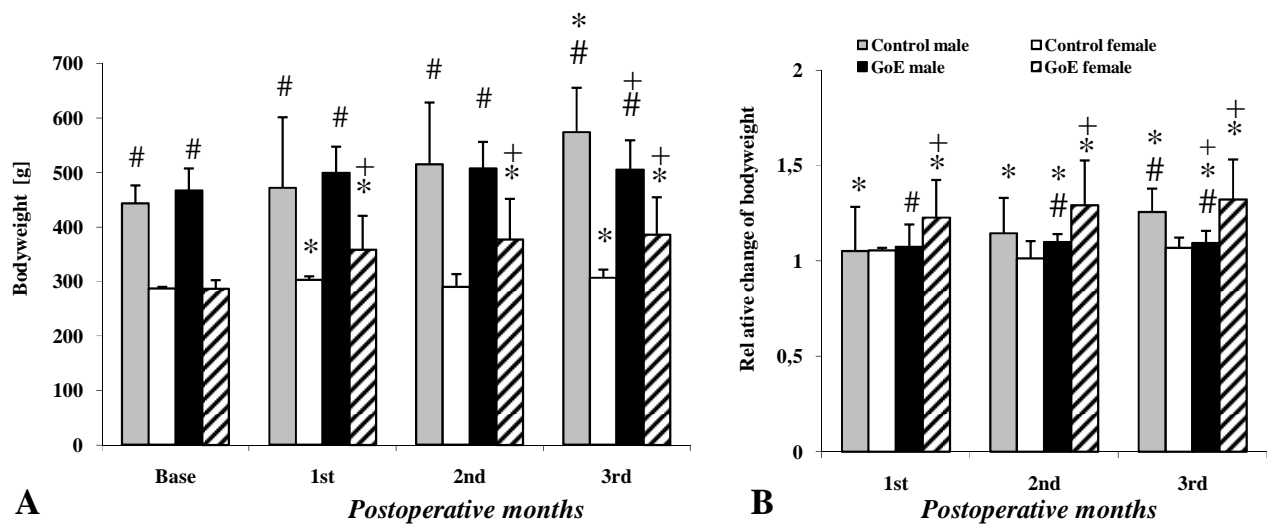 Bodyweight [g]
700
600
500
400
300
200
100
0
# # # # + * * # # + * * # + # + * *
Base 1st 2nd 3rd
A Postoperative months
Control male Control female
GoE male GoE female
Rel ative change of bodyweight
2
1,5
1
0,5
0
* # + * * * # + * * # + * # + *
1st 2nd 3rd
B Postoperative months